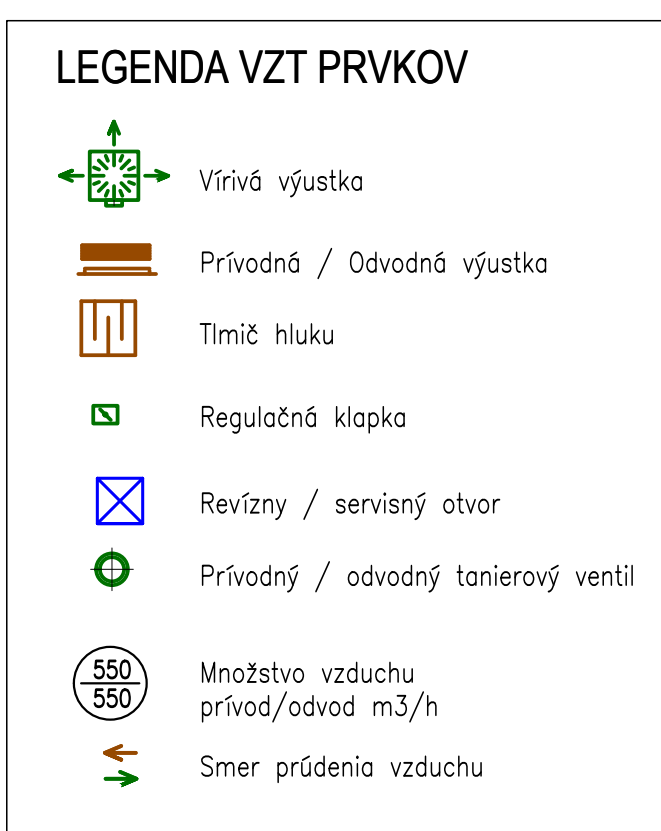 LEGENDA VZT PRVKOV
Vírivá výustka
Prívodná / Odvodná výustka
Tlmič hluku
Regulačná klapka
Revízny / servisný otvor
Prívodný / odvodný tanierový ventil
550
550
Množstvo vzduchu
prívod/odvod m3/h
Smer prúdenia vzduchu